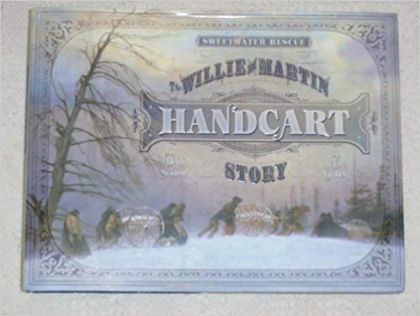 SWEETWATER RESCUE
The WILLIE AND MARTIN
HANDCART
STORY